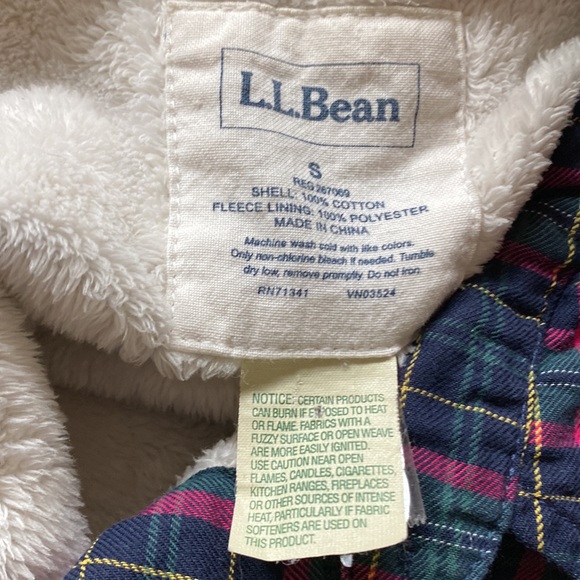 L.L.Bean
S
REG 267069
SHELL: 100% COTTON
FLEECE LINING: 100% POLYESTER
MADE IN CHINA
Machine wash cold with like colors.
Only non-chlorine bleach if needed. Tumble
dry low, remove promptly. Do not iron.
RN71341 VN03524
NOTICE: CERTAIN PRODUCTS
CAN BURN IF EXPOSED TO HEAT
OR FLAME. FABRICS WITH A
FUZZY SURFACE OR OPEN WEAVE
ARE MORE EASILY IGNITED.
USE CAUTION NEAR OPEN
FLAMES, CANDLES, CIGARETTES,
KITCHEN RANGES, FIREPLACES
OR OTHER SOURCES OF INTENSE
HEAT, PARTICULARLY IF FABRIC
SOFTENERS ARE USED ON
THIS PRODUCT.